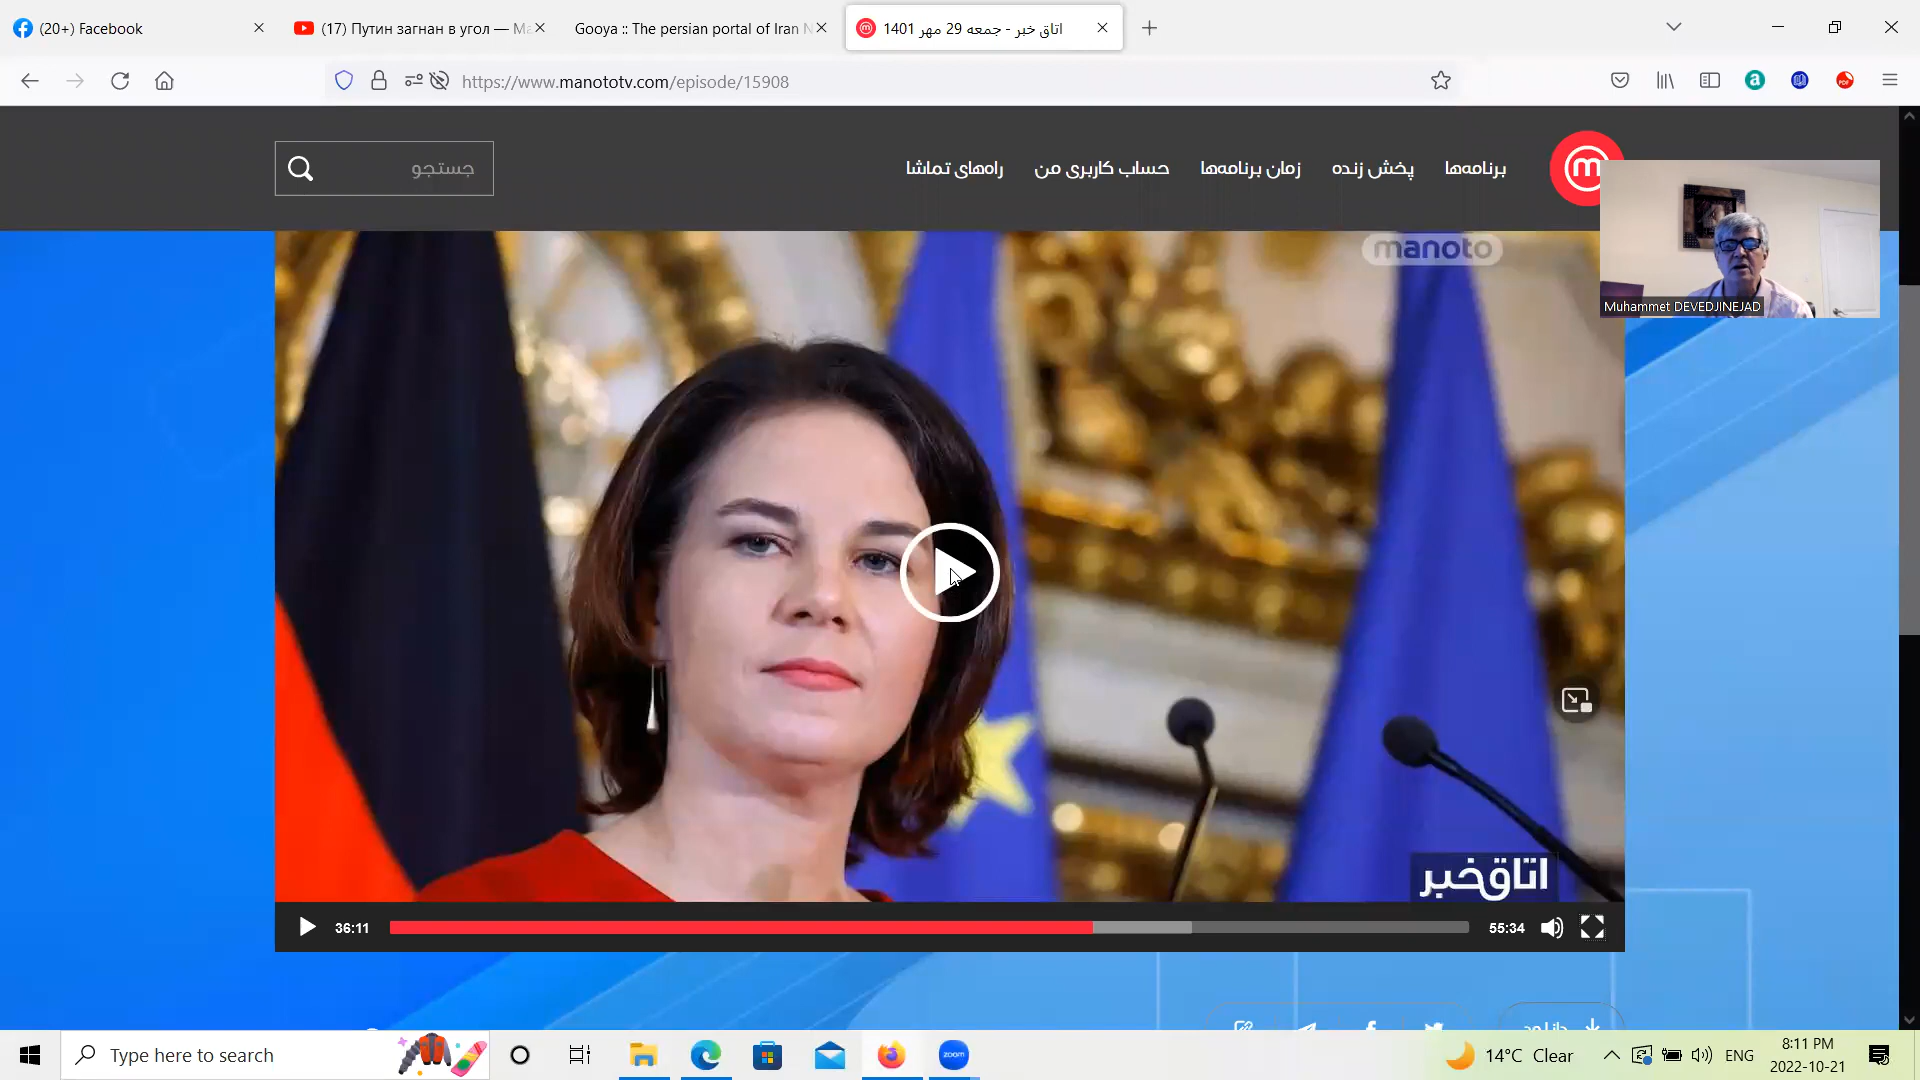 (20+) Facebook
(17) Путин загнан в угол — Ма
Gooya :: The persian portal of Iran N
اتاق خبر - جمعه 29 مهر 1401
https://www.manototv.com/episode/15908
جستجو
راه‌های تماشا
حساب کاربری من
زمان برنامه‌ها
پخش زنده
برنامه‌ها
m
manoto
Muhammet DEVEDJINEJAD
اتاق‌خبر
36:11
55:34
دانلود
Type here to search
zoom
14°C Clear
ENG
8:11 PM
2022-10-21